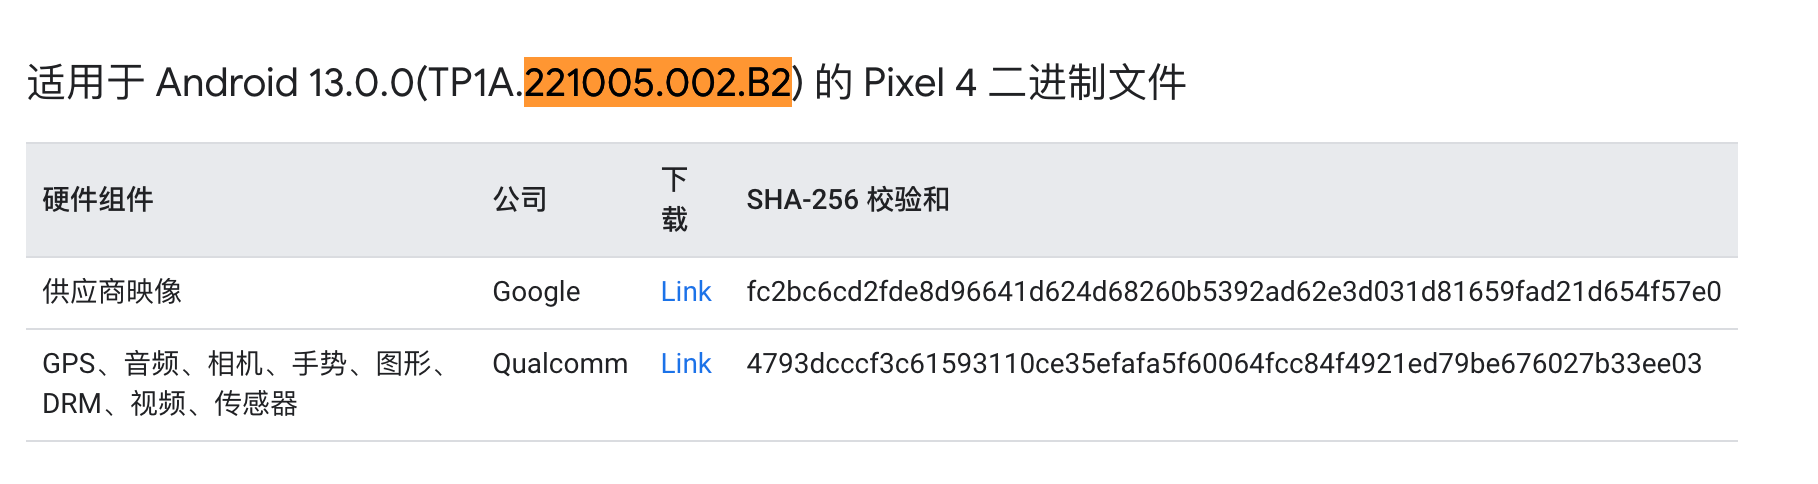 适用于 Android 13.0.0(TP1A.221005.002.B2) 的 Pixel 4 二进制文件
硬件组件 公司 下载 SHA-256 校验和
供应商映像 Google Link fc2bc6cd2fde8d96641d624d68260b5392ad62e3d031d81659fad21d654f57e0
GPS、音频、相机、手势、图形、 Qualcomm Link 4793dcccf3c61593110ce35efafa5f60064fcc84f4921ed79be676027b33ee03
DRM、视频、传感器